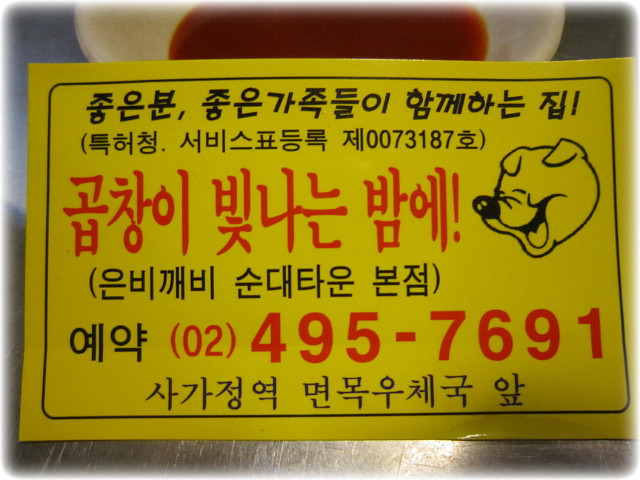 좋은분, 좋은가족들이 함께하는 집!
(특허청. 서비스표등록 제0073187호)
곱창이 빛나는 밤에!
(은비깨비 순대타운 본점)
예약 (02) 495-7691
사가정역 면목우체국 앞